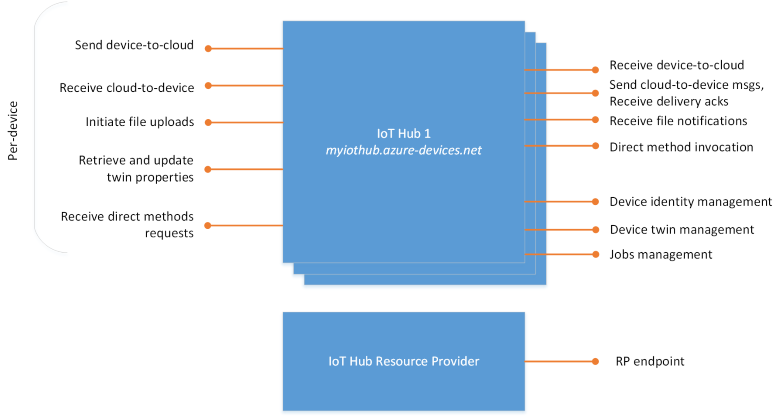 Per-device
Send device-to-cloud
Receive cloud-to-device
Initiate file uploads
Retrieve and update
twin properties
Receive direct methods
requests
IoT Hub 1
myiothub.azure-devices.net
Receive device-to-cloud
Send cloud-to-device msgs,
Receive delivery acks
Receive file notifications
Direct method invocation
Device identity management
Device twin management
Jobs management
IoT Hub Resource Provider
RP endpoint